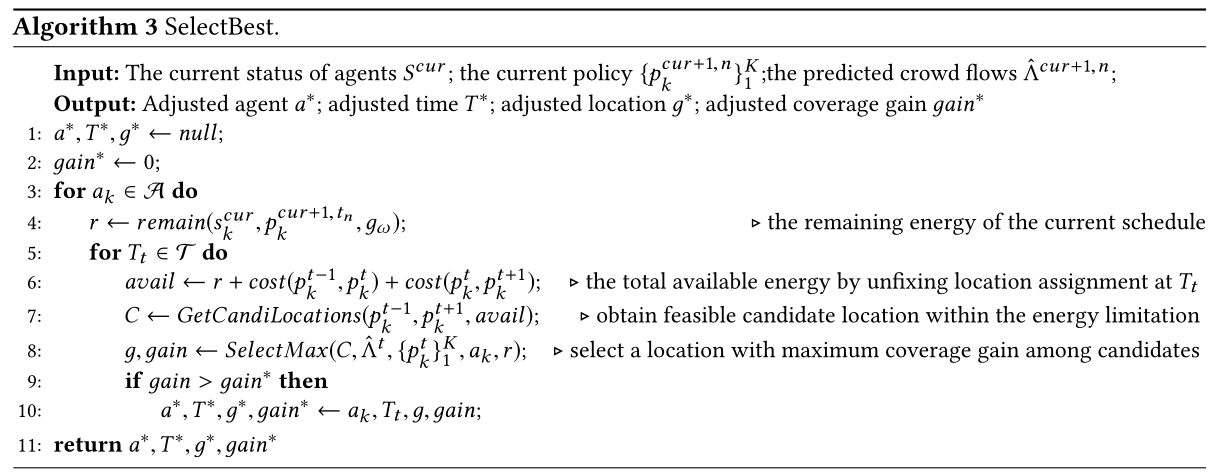 Algorithm 3 SelectBest.
Input: The current status of agents $S^{cur}$; the current policy $\{p_k^{cur+1,n}\}_1^K$;the predicted crowd flows $\hat{\Lambda}^{cur+1,n}$;
Output: Adjusted agent $a^*$; adjusted time $T^*$; adjusted location $g^*$; adjusted coverage gain $gain^*$
1: $a^*, T^*, g^* \leftarrow null$;
2: $gain^* \leftarrow 0$;
3: for $a_k \in \mathcal{A}$ do
4: $r \leftarrow remain(s_k^{cur}, p_k^{cur+1,t_n}, g_\omega)$; ▷ the remaining energy of the current schedule
5: for $T_t \in \mathcal{T}$ do
6: $avail \leftarrow r + cost(p_k^{t-1}, p_k^t) + cost(p_k^t, p_k^{t+1})$; ▷ the total available energy by unfixing location assignment at $T_t$
7: $C \leftarrow GetCandiLocations(p_k^{t-1}, p_k^{t+1}, avail)$; ▷ obtain feasible candidate location within the energy limitation
8: $g, gain \leftarrow SelectMax(C, \hat{\Lambda}^t, \{p_k^t\}_1^K, a_k, r)$; ▷ select a location with maximum coverage gain among candidates
9: if $gain > gain^*$ then
10: $a^*, T^*, g^*, gain^* \leftarrow a_k, T_t, g, gain$;
11: return $a^*, T^*, g^*, gain^*$